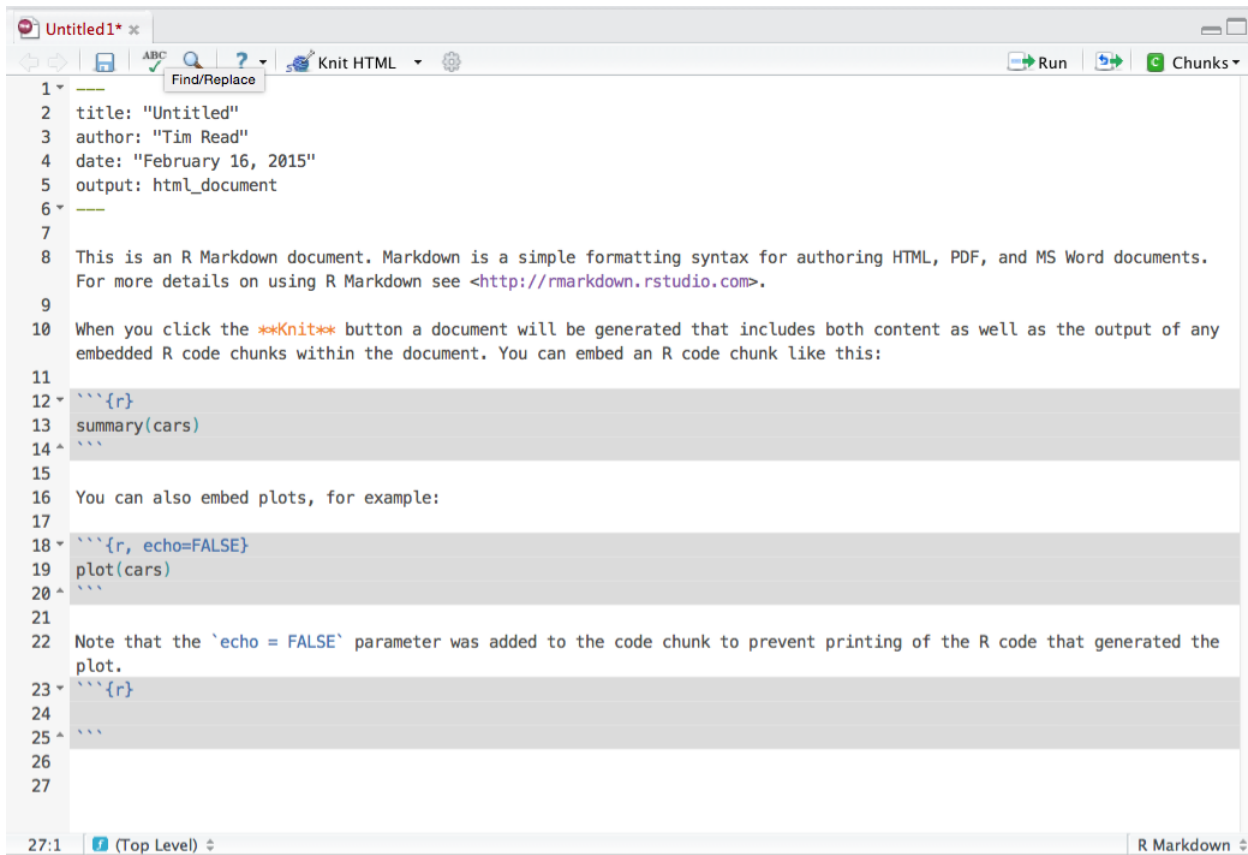 Untitled1*
ABC ? Knit HTML Run C Chunks
Find/Replace
1 ---
2 title: "Untitled"
3 author: "Tim Read"
4 date: "February 16, 2015"
5 output: html_document
6 ---
7
8 This is an R Markdown document. Markdown is a simple formatting syntax for authoring HTML, PDF, and MS Word documents.
For more details on using R Markdown see <http://rmarkdown.rstudio.com>.
9
10 When you click the **Knit** button a document will be generated that includes both content as well as the output of any
embedded R code chunks within the document. You can embed an R code chunk like this:
11
12 ```{r}
13 summary(cars)
14 ```
15
16 You can also embed plots, for example:
17
18 ```{r, echo=FALSE}
19 plot(cars)
20 ```
21
22 Note that the `echo = FALSE` parameter was added to the code chunk to prevent printing of the R code that generated the
plot.
23 ```{r}
24
25 ```
26
27
27:1 (Top Level) R Markdown